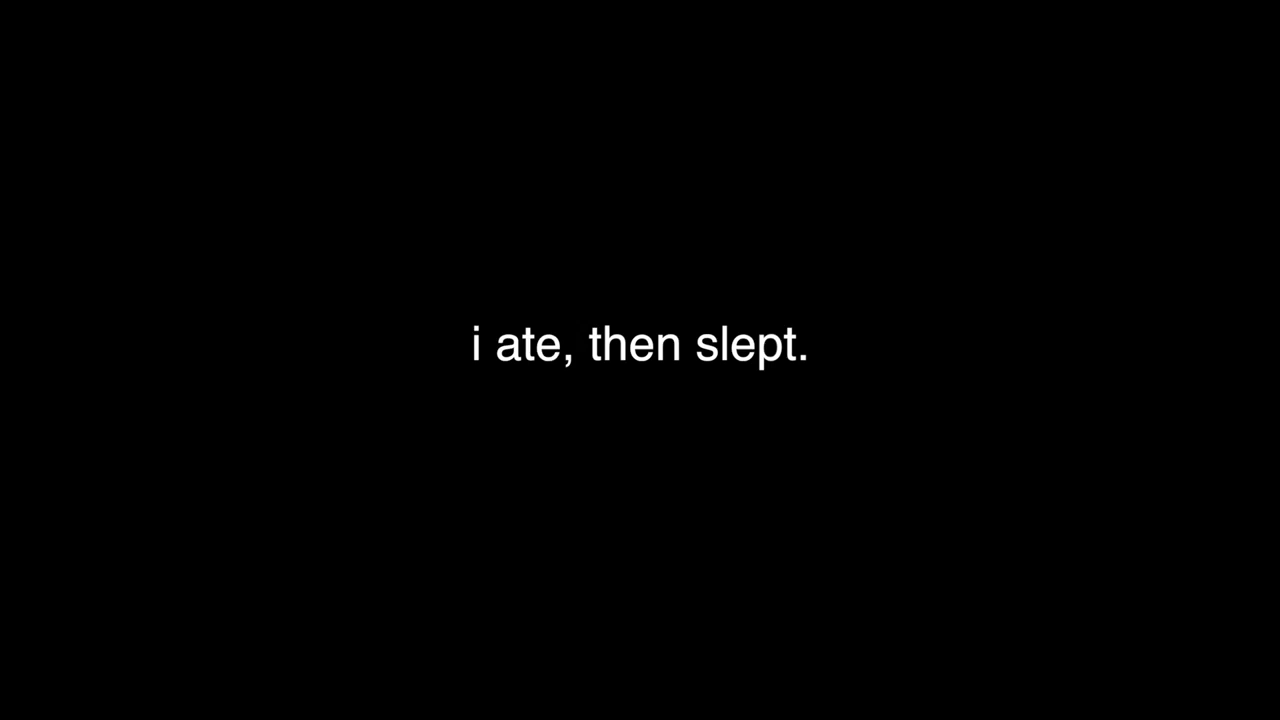 i ate, then slept.